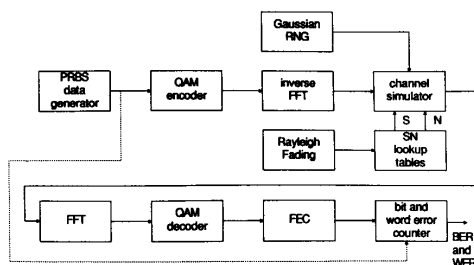 Gaussian
RNG
PRBS
data
generator
QAM
encoder
inverse
FFT
channel
simulator
S N
Rayleigh
Fading
SN
lookup
tables
FFT
QAM
decoder
FEC
bit and
word error
counter
BER
and
WER